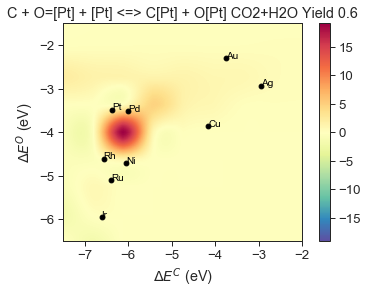 C + O=[Pt] + [Pt] <=> C[Pt] + O[Pt] CO2+H2O Yield 0.6
−2
−3
−4
−5
−6
ΔE^O (eV)
Au
Ag
Pt
Pd
Cu
Rh
Ni
Ru
Ir
15
10
5
0
−5
−10
−15
−7
−6
−5
−4
−3
−2
ΔE^C (eV)